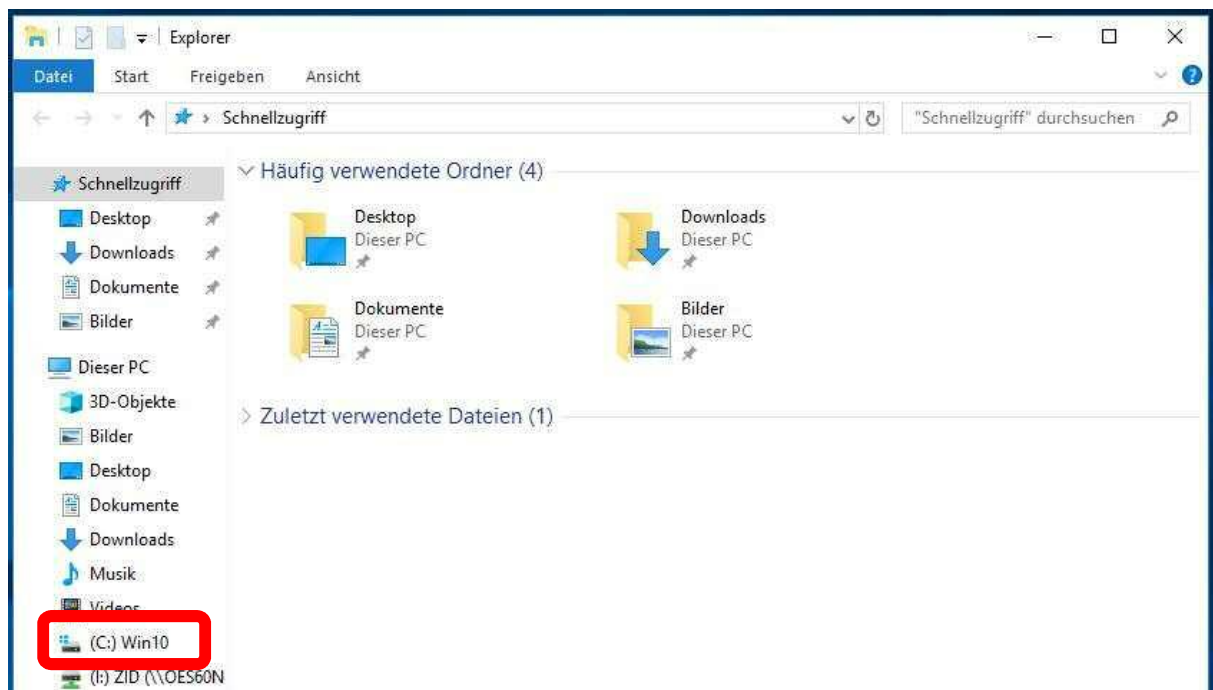 Explorer
Datei Start Freigeben Ansicht
Schnellzugriff
"Schnellzugriff" durchsuchen
Schnellzugriff
Desktop
Downloads
Dokumente
Bilder
Dieser PC
3D-Objekte
Bilder
Desktop
Dokumente
Downloads
Musik
Videos
(C:) Win10
(I:) ZID (\\OES60N
Häufig verwendete Ordner (4)
Desktop
Dieser PC
Downloads
Dieser PC
Dokumente
Dieser PC
Bilder
Dieser PC
Zuletzt verwendete Dateien (1)